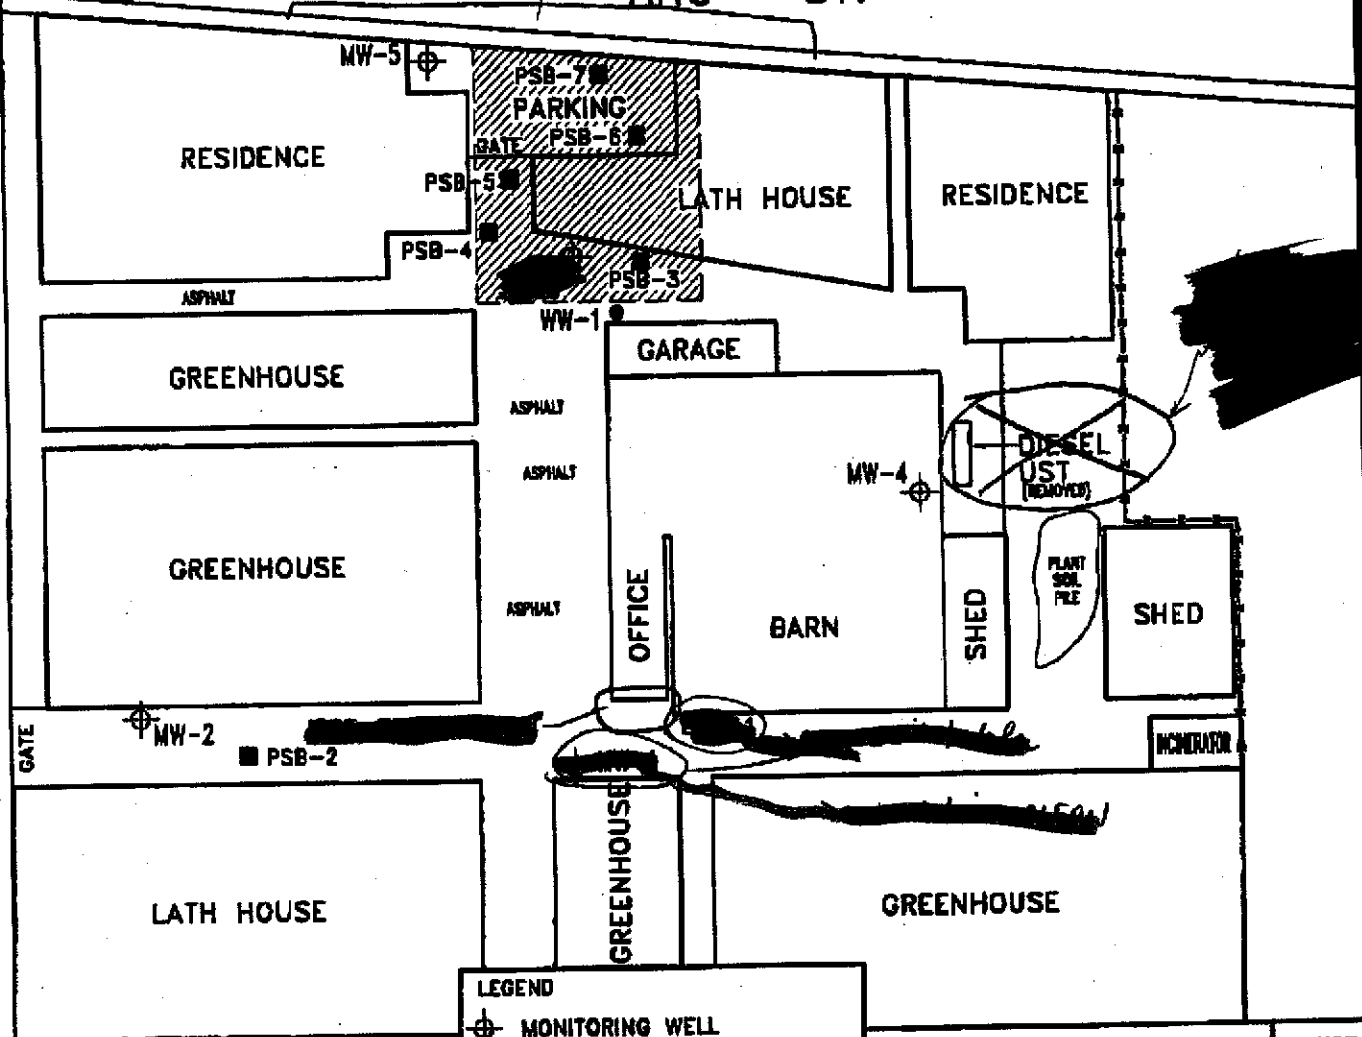 MW-5
PSB-7
PARKING
PSB-6
GATE
RESIDENCE
PSB-5
LATH HOUSE
RESIDENCE
PSB-4
PSB-3
ASPHALT
WW-1
GARAGE
GREENHOUSE
ASPHALT
DIESEL
UST
(REMOVED)
MW-4
ASPHALT
GREENHOUSE
OFFICE
PLANT
SOIL
PILE
ASPHALT
BARN
SHED
SHED
GATE
MW-2
PSB-2
INCINERATOR
GREENHOUSE
LATH HOUSE
GREENHOUSE
LEGEND
MONITORING WELL